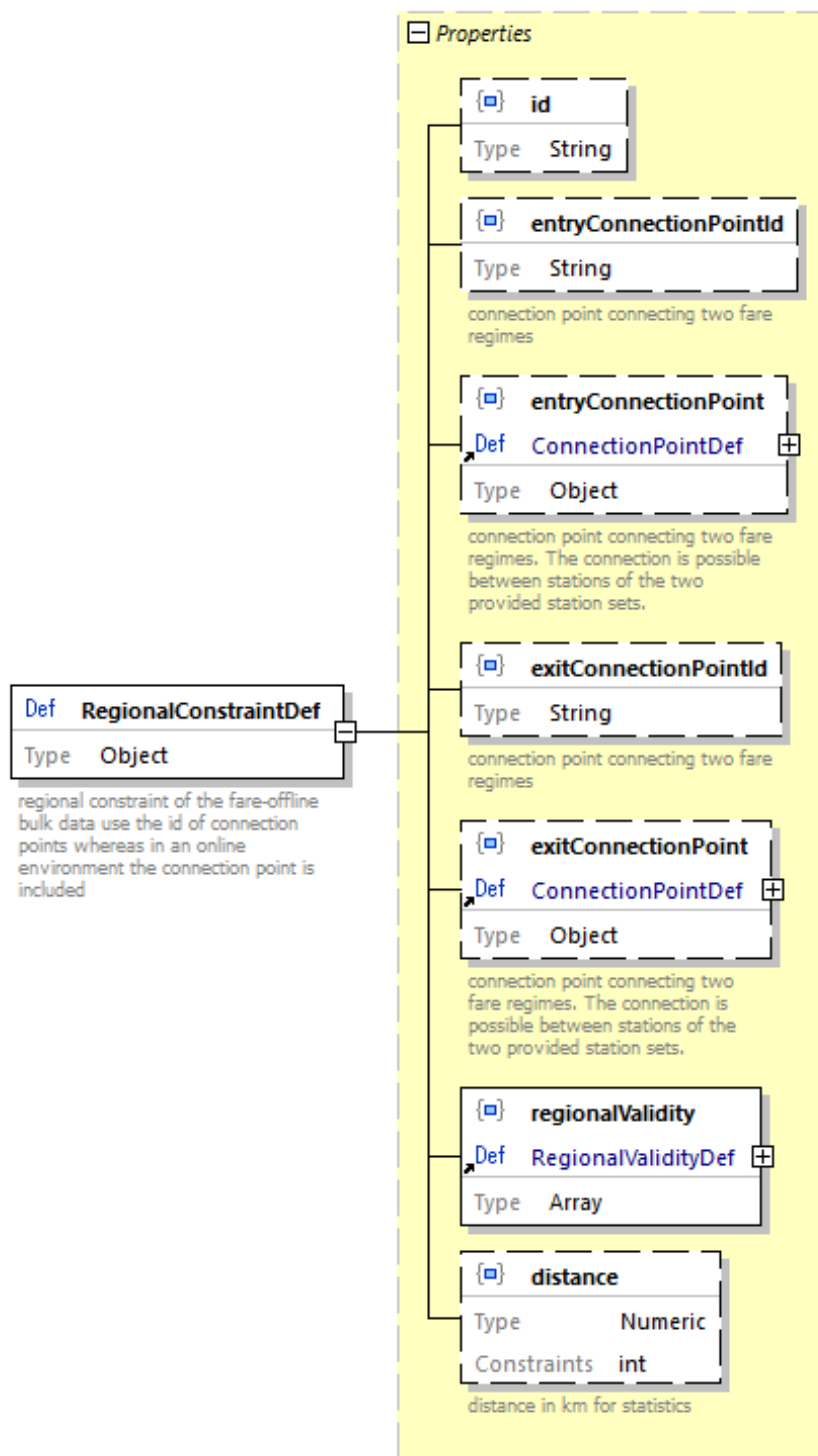 Properties
id
Type String
entryConnectionPointId
Type String
connection point connecting two fare
regimes
entryConnectionPoint
Def ConnectionPointDef
Type Object
connection point connecting two fare
regimes. The connection is possible
between stations of the two
provided station sets.
exitConnectionPointId
Type String
connection point connecting two fare
regimes
Def RegionalConstraintDef
Type Object
regional constraint of the fare-offline
bulk data use the id of connection
points whereas in an online
environment the connection point is
included
exitConnectionPoint
Def ConnectionPointDef
Type Object
connection point connecting two
fare regimes. The connection is
possible between stations of the
two provided station sets.
regionalValidity
Def RegionalValidityDef
Type Array
distance
Type Numeric
Constraints int
distance in km for statistics